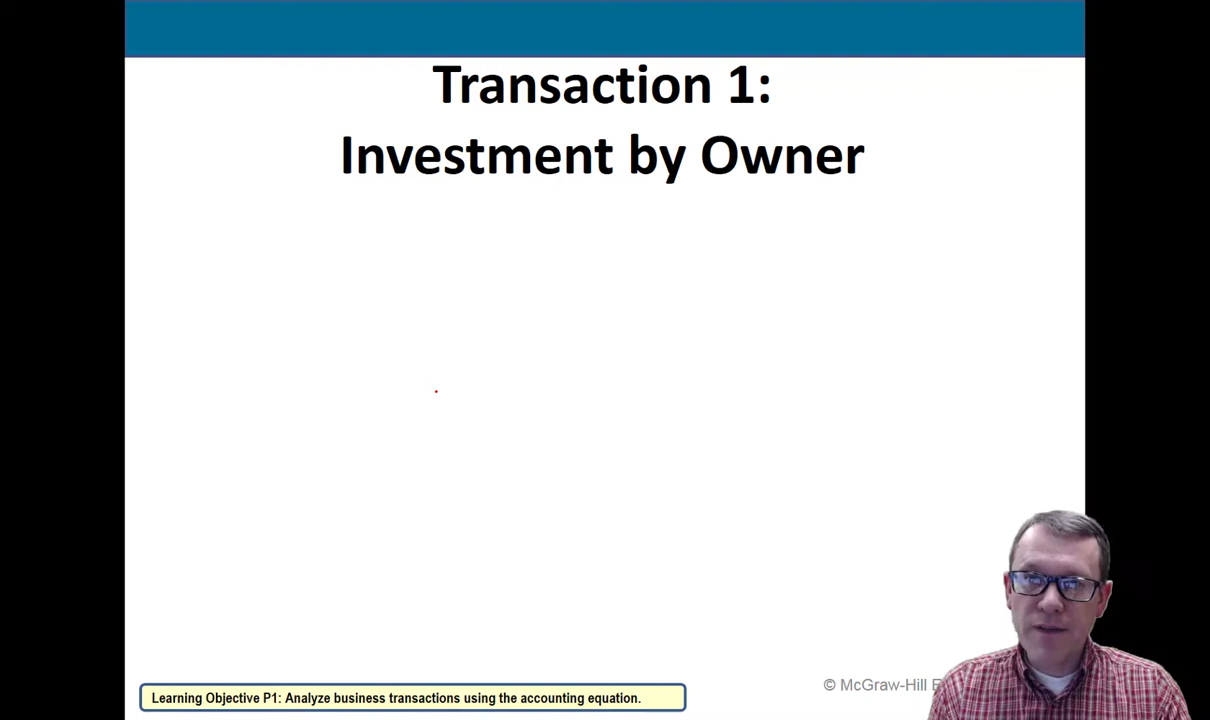 Transaction 1:
Investment by Owner
Learning Objective P1: Analyze business transactions using the accounting equation.
© McGraw-Hill